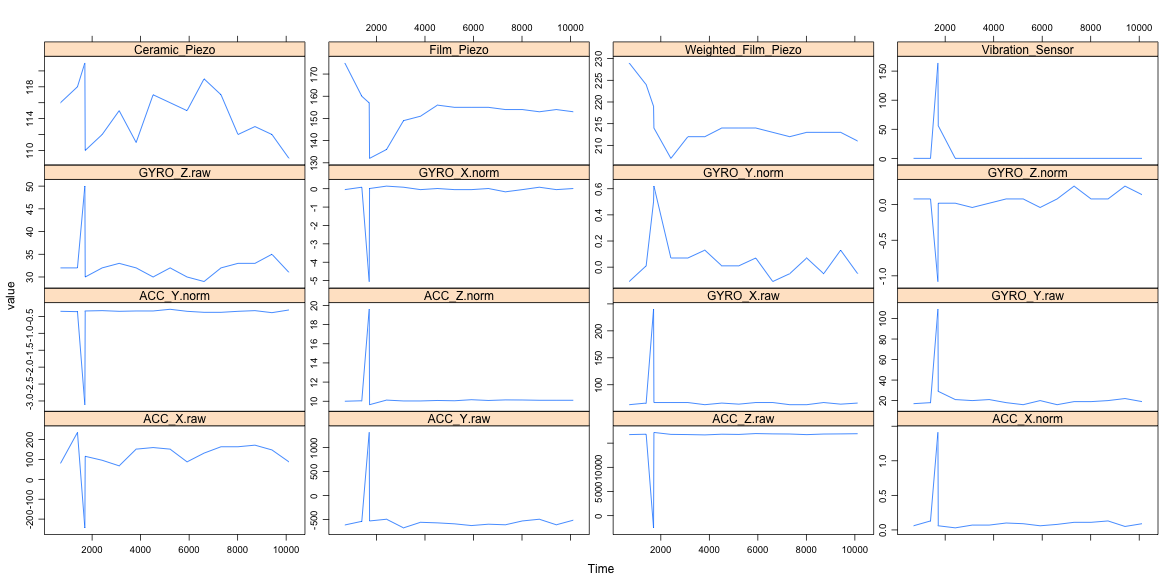 2000 4000 6000 8000 10000 2000 4000 6000 8000 10000
Ceramic_Piezo Film_Piezo Weighted_Film_Piezo Vibration_Sensor
110 114 118 130 140 150 160 170 210 215 220 225 230 0 50 100 150
GYRO_Z.raw GYRO_X.norm GYRO_Y.norm GYRO_Z.norm
30 35 40 45 50 -5 -4 -3 -2 -1 0 0.0 0.2 0.4 0.6 -1.0 -0.5 0.0
value
ACC_Y.norm ACC_Z.norm GYRO_X.raw GYRO_Y.raw
-3.0 -2.5 -2.0 -1.5 -1.0 -0.5 10 12 14 16 18 20 100 150 200 20 40 60 80 100
ACC_X.raw ACC_Y.raw ACC_Z.raw ACC_X.norm
-200 -100 0 100 200 -500 0 500 1000 0 5000 10000 0.0 0.5 1.0
2000 4000 6000 8000 10000 2000 4000 6000 8000 10000
Time